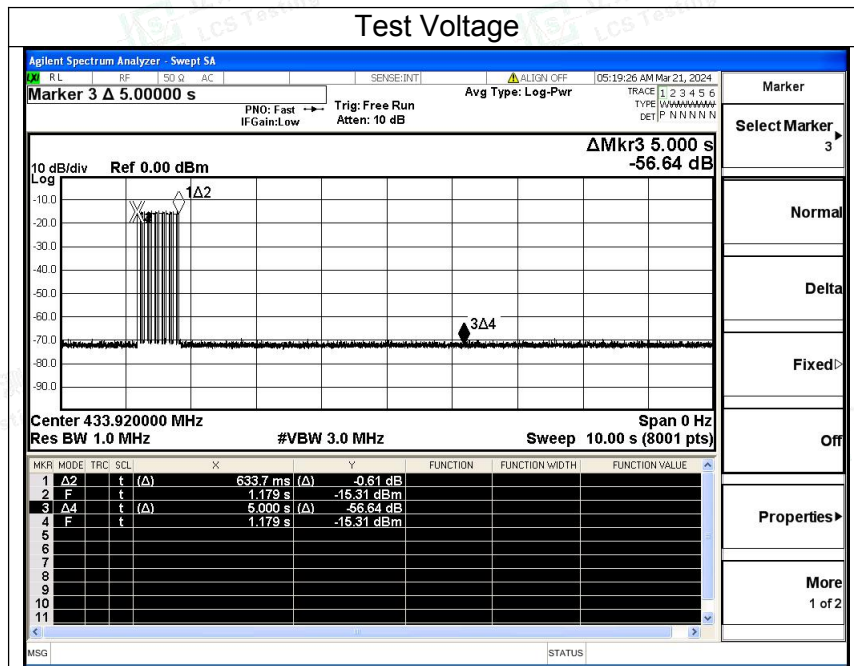 Test Voltage
Agilent Spectrum Analyzer - Swept SA
LXI RL RF 50 Ω AC SENSE:INT ALIGN OFF 05:19:26 AM Mar 21, 2024
Marker 3 Δ 5.00000 s
PNO: Fast
IFGain:Low
Trig: Free Run
Atten: 10 dB
Avg Type: Log-Pwr
TRACE 1 2 3 4 5 6
TYPE WWWWWW
DET P N N N N N
ΔMkr3 5.000 s
-56.64 dB
10 dB/div Ref 0.00 dBm
Log
-10.0
-20.0
-30.0
-40.0
-50.0
-60.0
-70.0
-80.0
-90.0
1Δ2
3Δ4
Center 433.920000 MHz Span 0 Hz
Res BW 1.0 MHz #VBW 3.0 MHz Sweep 10.00 s (8001 pts)
MKR MODE TRC SCL X Y FUNCTION FUNCTION WIDTH FUNCTION VALUE
1 Δ2 t (Δ) 633.7 ms (Δ) -0.61 dB
2 F t 1.179 s -15.31 dBm
3 Δ4 t (Δ) 5.000 s (Δ) -56.64 dB
4 F t 1.179 s -15.31 dBm
5
6
7
8
9
10
11
MSG STATUS
Marker
Select Marker
3
Normal
Delta
Fixed
Off
Properties
More
1 of 2
LCS Testing
LCS Testing